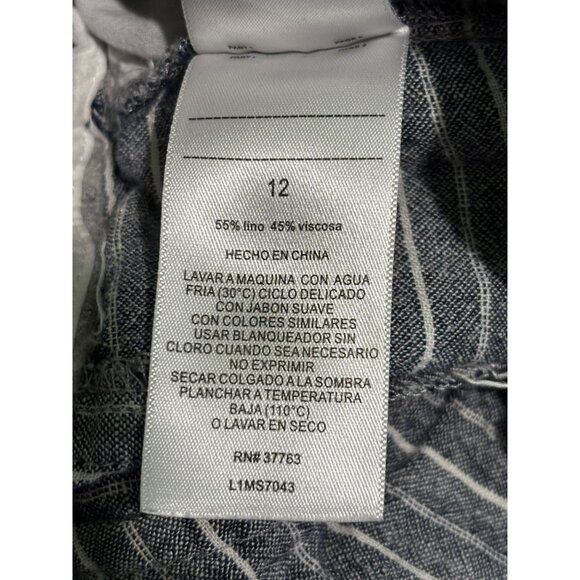 12
55% lino 45% viscosa
HECHO EN CHINA
LAVAR A MAQUINA CON AGUA
FRIA (30°C) CICLO DELICADO
CON JABON SUAVE
CON COLORES SIMILARES
USAR BLANQUEADOR SIN
CLORO CUANDO SEA NECESARIO
NO EXPRIMIR
SECAR COLGADO A LA SOMBRA
PLANCHAR A TEMPERATURA
BAJA (110°C)
O LAVAR EN SECO
RN# 37763
L1MS7043